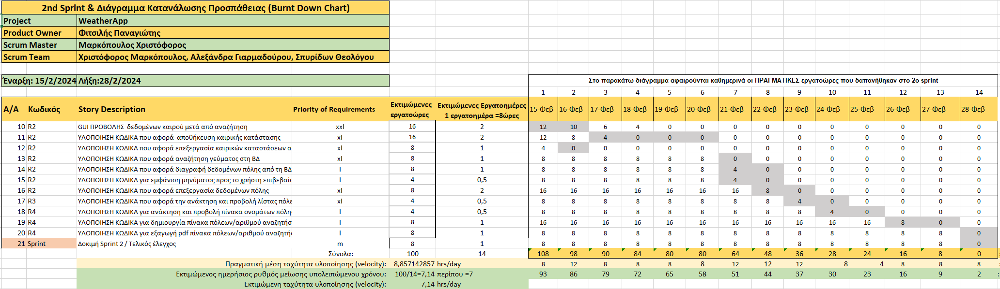 2nd Sprint & Διάγραμμα Κατανάλωσης Προσπάθειας (Burnt Down Chart)
Project WeatherApp
Product Owner Φιτσιλής Παναγιώτης
Scrum Master Μαρκόπουλος Χριστόφορος
Scrum Team Χριστόφορος Μαρκόπουλος, Αλεξάνδρα Γιαρμαδούρου, Σπυρίδων Θεολόγου
Έναρξη: 15/2/2024 Λήξη:28/2/2024 Στο παρακάτω διάγραμμα αφαιρούνται καθημερινά οι ΠΡΑΓΜΑΤΙΚΕΣ εργατοώρες που δαπανήθηκαν στο 2ο sprint
1 2 3 4 5 6 7 8 9 10 11 12 13 14
Α/Α Κωδικός Story Description Priority of Requirements Εκτιμώμενες εργατοώρες Εκτιμώμενες Εργατοημέρες 1 εργατοημέρα =8ώρες 15-Φεβ 16-Φεβ 17-Φεβ 18-Φεβ 19-Φεβ 20-Φεβ 21-Φεβ 22-Φεβ 23-Φεβ 24-Φεβ 25-Φεβ 26-Φεβ 27-Φεβ 28-Φεβ
10 R2 GUI ΠΡΟΒΟΛΗΣ δεδομένων καιρού μετά από αναζήτηση xxl 16 2 12 10 6 4 0 0 0 0 0 0 0 0 0 0
11 R2 ΥΛΟΠΟΙΗΣΗ ΚΩΔΙΚΑ που αφορά αποθήκευση καιρικής κατάστασης xl 16 2 12 8 4 0 0 0 0 0 0 0 0 0 0 0
12 R2 ΥΛΟΠΟΙΗΣΗ ΚΩΔΙΚΑ που αφορά επεξεργασία καιρικών καταστάσεων α xl 8 1 4 0 0 0 0 0 0 0 0 0 0 0 0 0
13 R2 ΥΛΟΠΟΙΗΣΗ ΚΩΔΙΚΑ που αφορά αναζήτηση γεύματος στη ΒΔ xl 8 1 8 8 8 8 8 8 0 0 0 0 0 0 0 0
14 R2 ΥΛΟΠΟΙΗΣΗ ΚΩΔΙΚΑ που αφορά διαγραφή δεδομένων πόλης από τη ΒΔ l 8 1 8 8 8 8 8 8 4 0 0 0 0 0 0 0
15 R2 ΥΛΟΠΟΙΗΣΗ ΚΩΔΙΚΑ για εμφάνιση μηνύματος προς το χρήστη επιβεβαίο l 4 0,5 8 8 8 8 8 8 4 0 0 0 0 0 0 0
16 R2 ΥΛΟΠΟΙΗΣΗ ΚΩΔΙΚΑ που αφορά επεξεργασία δεδομένων πόλης xl 8 2 16 16 16 16 16 16 16 8 0 0 0 0 0 0
17 R3 ΥΛΟΠΟΙΗΣΗ ΚΩΔΙΚΑ που αφορά την ανάκτηση και προβολή λίστας πόλε xl 4 0,5 8 8 8 8 8 8 8 8 4 0 0 0 0 0
18 R4 ΥΛΟΠΟΙΗΣΗ ΚΩΔΙΚΑ για ανάκτηση και προβολή πίνακα ονομάτων πόλη l 4 0,5 8 8 8 8 8 8 8 8 8 4 0 0 0 0
19 R4 ΥΛΟΠΟΙΗΣΗ ΚΩΔΙΚΑ για δημιουργία πίνακα πόλεων/αριθμού αναζητήσ l 8 1 16 16 16 16 16 16 16 16 16 16 16 8 0 0
20 R4 ΥΛΟΠΟΙΗΣΗ ΚΩΔΙΚΑ για εξαγωγή pdf πίνακα πόλεων/αριθμού αναζητή l 8 1 8 8 8 8 8 8 8 8 8 8 8 8 8 0
21 Sprint Δοκιμή Sprint 2 / Τελικός έλεγχος m 8 1 8 8 8 8 8 8 8 8 8 8 8 8 8 0
Σύνολα: 100 14 108 98 90 84 80 80 64 48 36 28 24 16 8 0
Πραγματική μέση ταχύτητα υλοποίησης (velocity): 8,857142857 hrs/day 8 12 8 8 8 8 12 12 12 8 4 8 8 8
Εκτιμώμενος ημερήσιος ρυθμός μείωσης υπολειπώμενου χρόνου: 100/14=7,14 περίπου =7 93 86 79 72 65 58 51 44 37 30 23 16 9 2
Εκτιμώμενη ταχύτητα υλοποίησης (velocity): 7,14 hrs/day